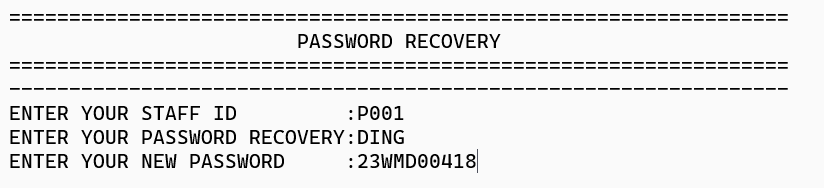 =================================================================
                        PASSWORD RECOVERY
=================================================================
-----------------------------------------------------------------
ENTER YOUR STAFF ID         :P001
ENTER YOUR PASSWORD RECOVERY:DING
ENTER YOUR NEW PASSWORD     :23WMD00418